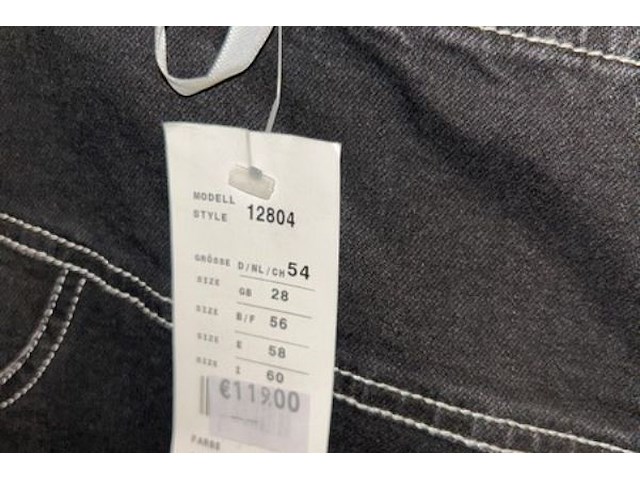 MODELL
STYLE 12804
GRÖSSE D/NL/CH 54
SIZE GB 28
SIZE B/F 56
SIZE E 58
SIZE I 60
€119.00
FARBE